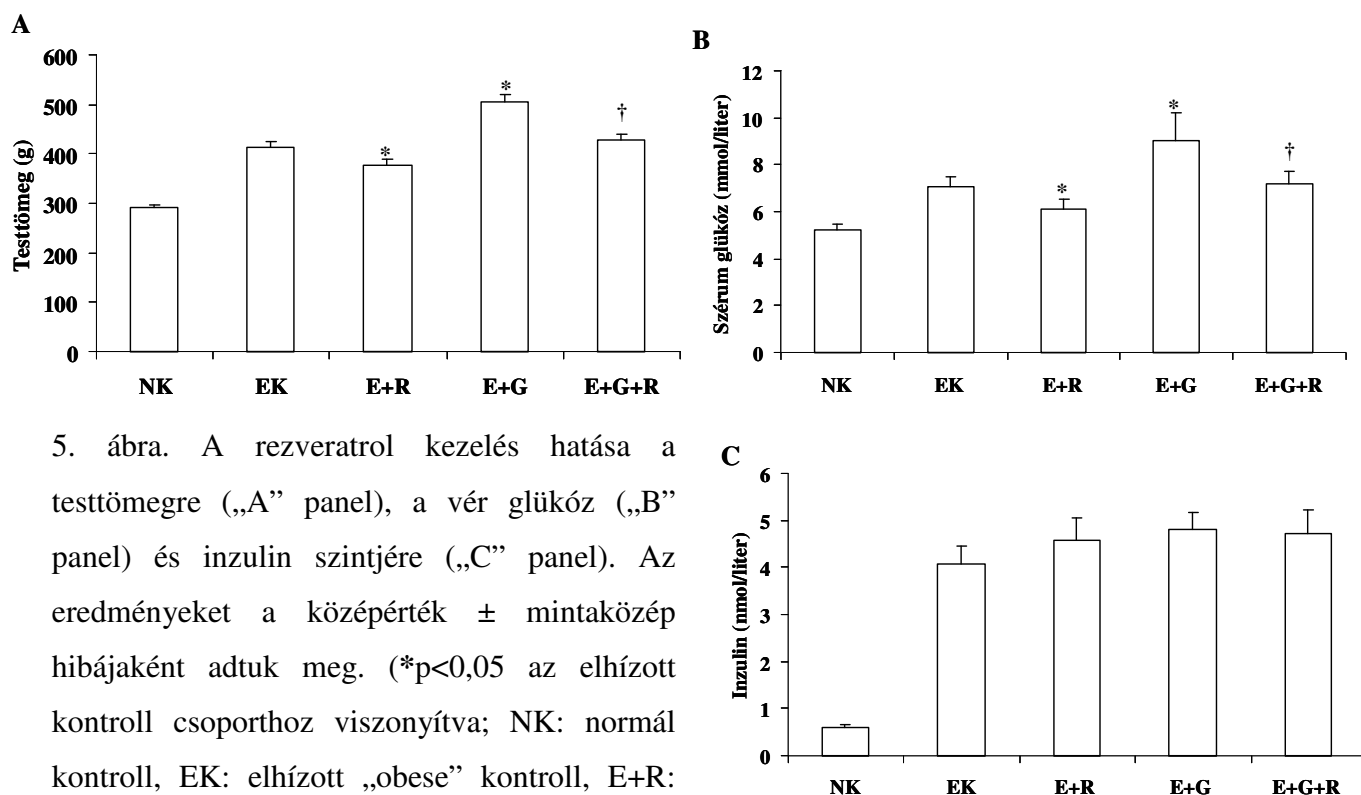 A
600
500
400
300
200
100
0
Testtömeg (g)
*
*
†
NK EK E+R E+G E+G+R
B
12
10
8
6
4
2
0
Szérum glükóz (mmol/liter)
*
*
†
NK EK E+R E+G E+G+R
5. ábra. A rezveratrol kezelés hatása a
testtömegre („A” panel), a vér glükóz („B”
panel) és inzulin szintjére („C” panel). Az
eredményeket a középérték ± mintaközép
hibájaként adtuk meg. (*p<0,05 az elhízott
kontroll csoporthoz viszonyítva; NK: normál
kontroll, EK: elhízott „obese” kontroll, E+R:
C
6
5
4
3
2
1
0
Inzulin (nmol/liter)
NK EK E+R E+G E+G+R